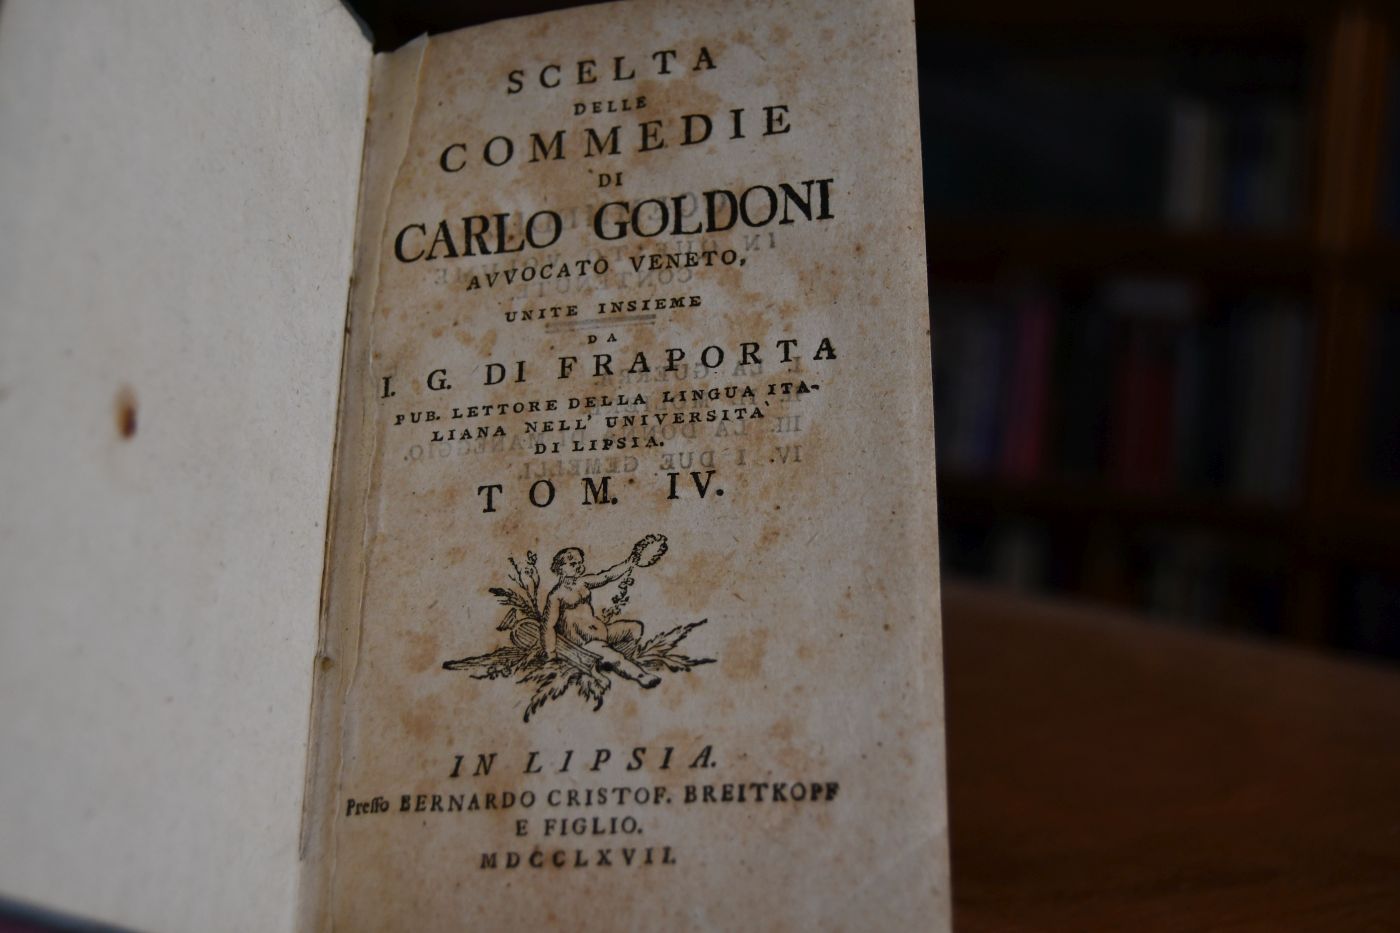 SCELTA
DELLE
COMMEDIE
DI
CARLO GOLDONI
AVVOCATO VENETO,
UNITE INSIEME
DA
I. G. DI FRAPORTA
PUB. LETTORE DELLA LINGUA ITA-
LIANA NELL' UNIVERSITA`
DI LIPSIA.
TOM. IV.
IN LIPSIA.
Presſo BERNARDO CRISTOF. BREITKOPF
E FIGLIO.
MDCCLXVII.